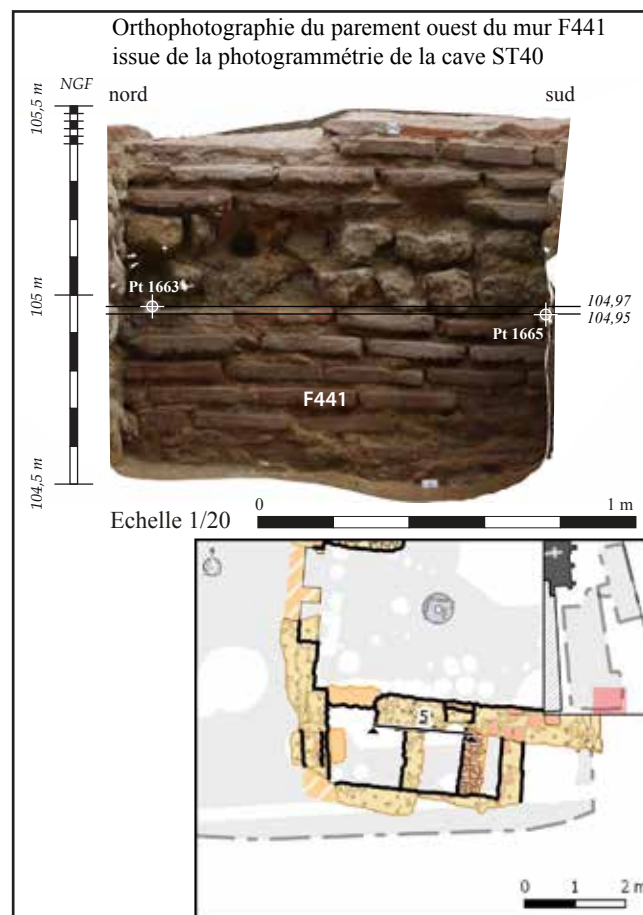 Orthophotographie du parement ouest du mur F441
issue de la photogrammétrie de la cave ST40
NGF
nord
sud
105,5 m
105 m
104,5 m
Pt 1663
104,97
104,95
Pt 1665
F441
Echelle 1/20
0
1 m
5
0 1 2 m